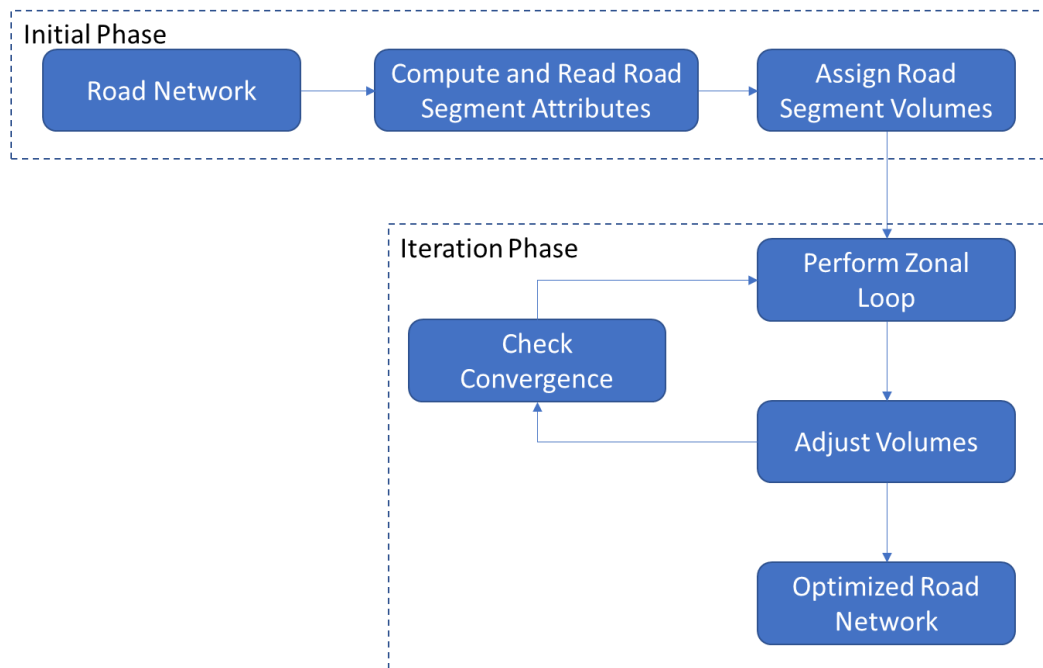 Initial Phase
Road Network
Compute and Read Road
Segment Attributes
Assign Road
Segment Volumes
Iteration Phase
Perform Zonal
Loop
Check
Convergence
Adjust Volumes
Optimized Road
Network